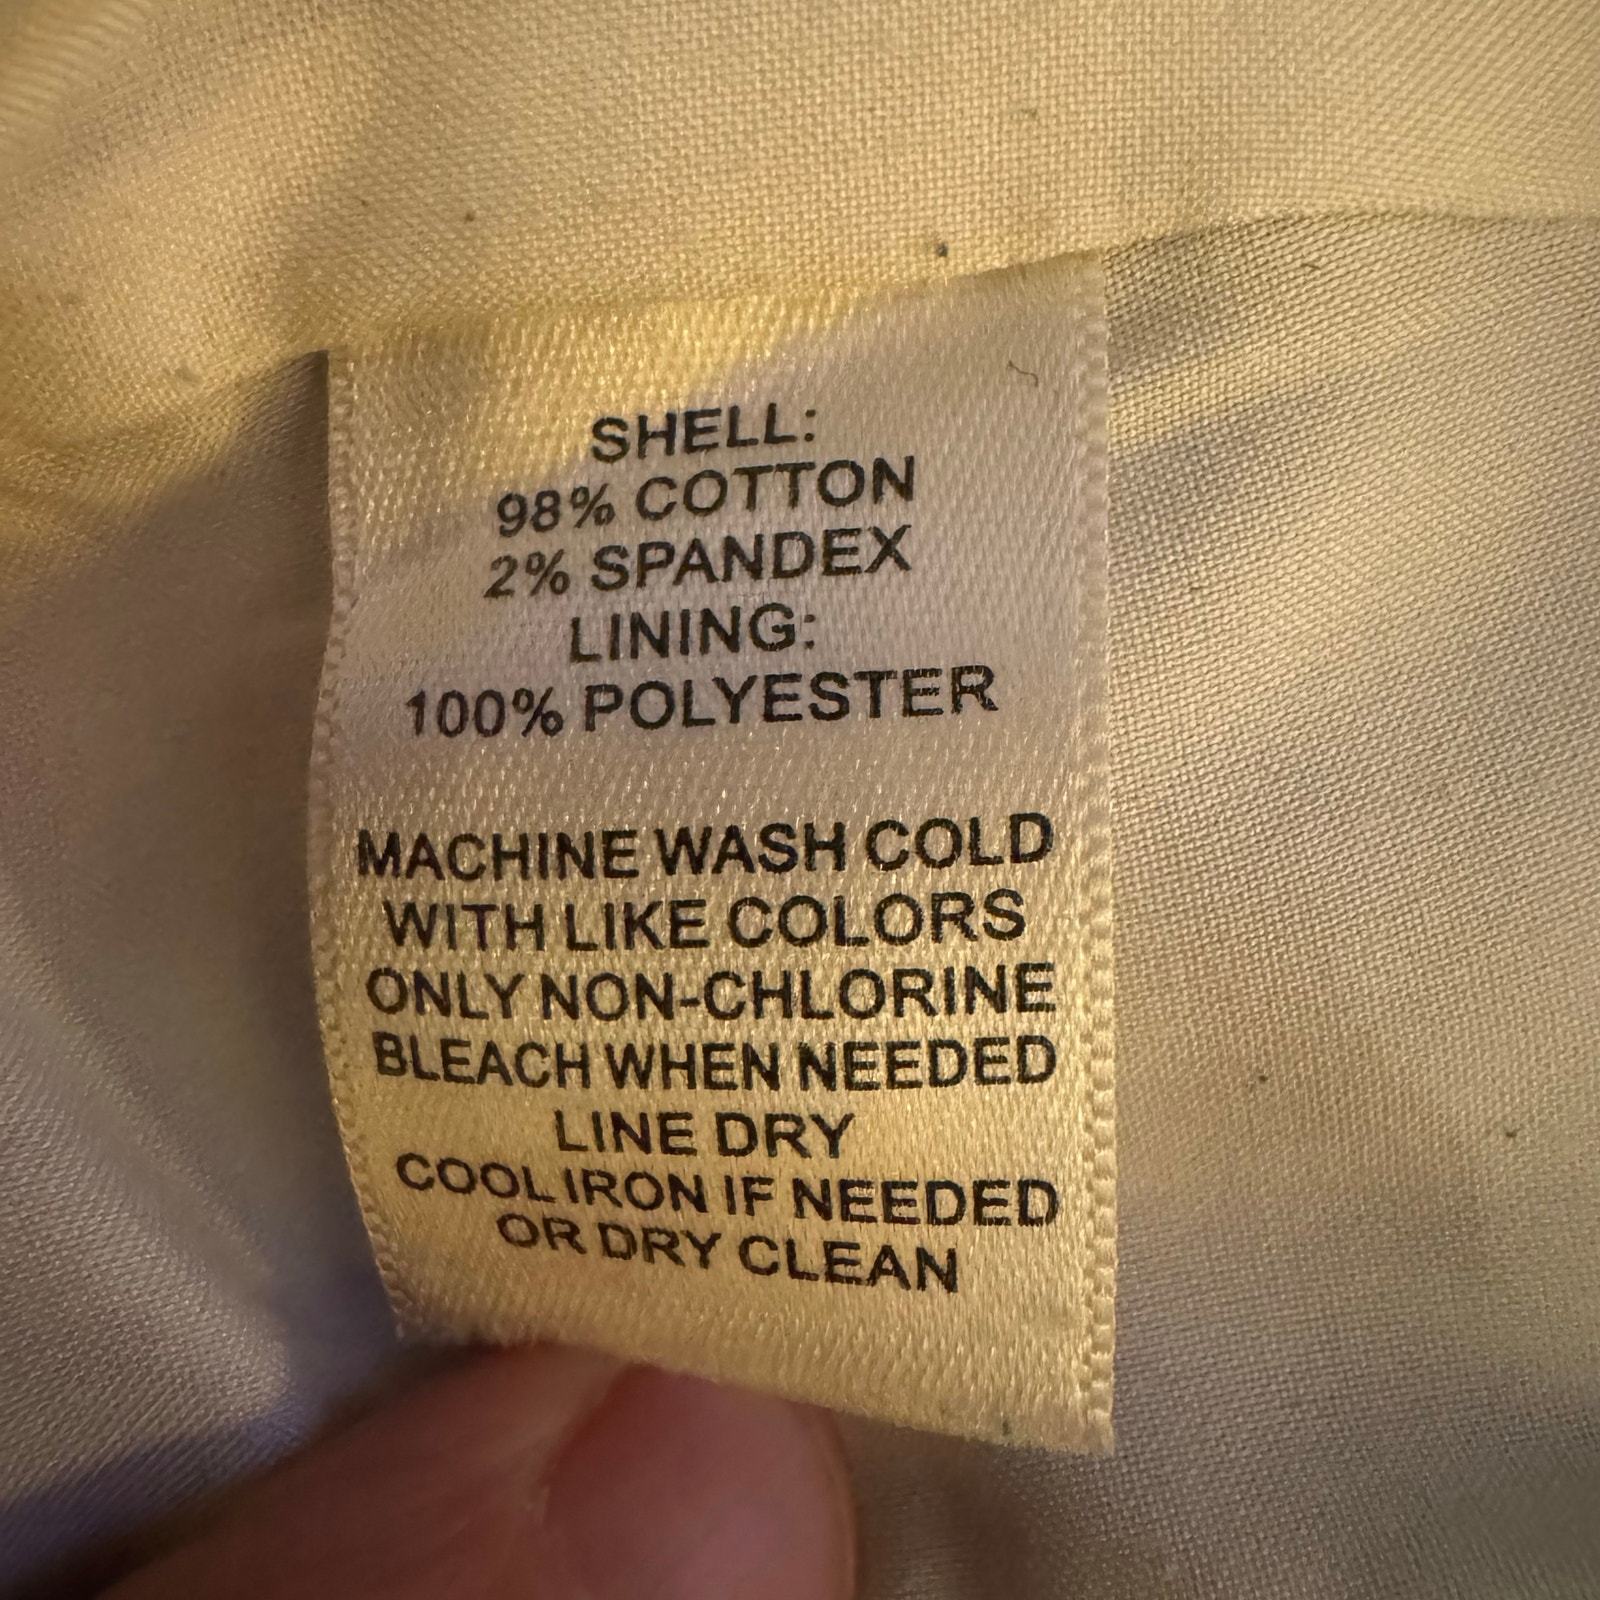 SHELL:
98% COTTON
2% SPANDEX
LINING:
100% POLYESTER
MACHINE WASH COLD
WITH LIKE COLORS
ONLY NON-CHLORINE
BLEACH WHEN NEEDED
LINE DRY
COOL IRON IF NEEDED
OR DRY CLEAN